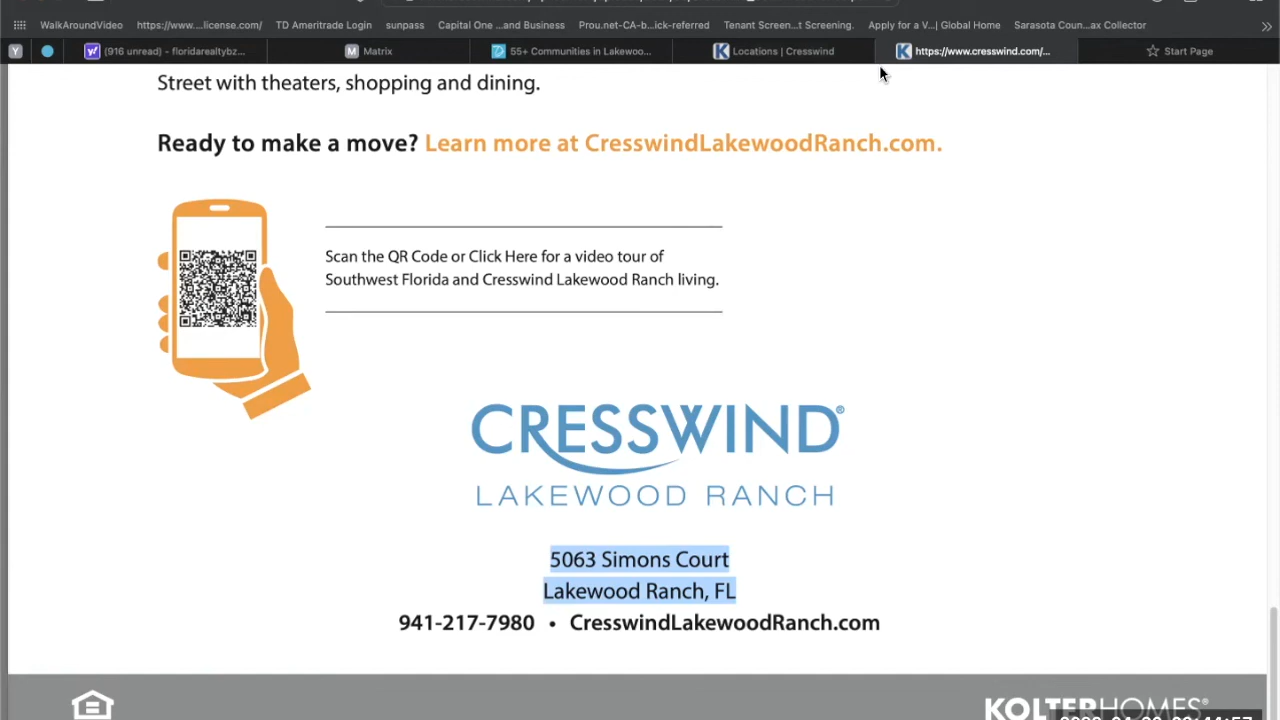 WalkAroundVideo https://www....license.com/ TD Ameritrade Login sunpass Capital One ...and Business Prou.net-CA-b...ick-referred Tenant Screen...t Screening. Apply for a V...| Global Home Sarasota Coun...ax Collector
Y (916 unread) - floridarealtybz... M Matrix 55+ Communities in Lakewoo... K Locations | Cresswind K https://www.cresswind.com/... Start Page
Street with theaters, shopping and dining.
Ready to make a move? Learn more at CresswindLakewoodRanch.com.
Scan the QR Code or Click Here for a video tour of
Southwest Florida and Cresswind Lakewood Ranch living.
CRESSWIND®
LAKEWOOD RANCH
5063 Simons Court
Lakewood Ranch, FL
941-217-7980 • CresswindLakewoodRanch.com
KOLTERHOMES®